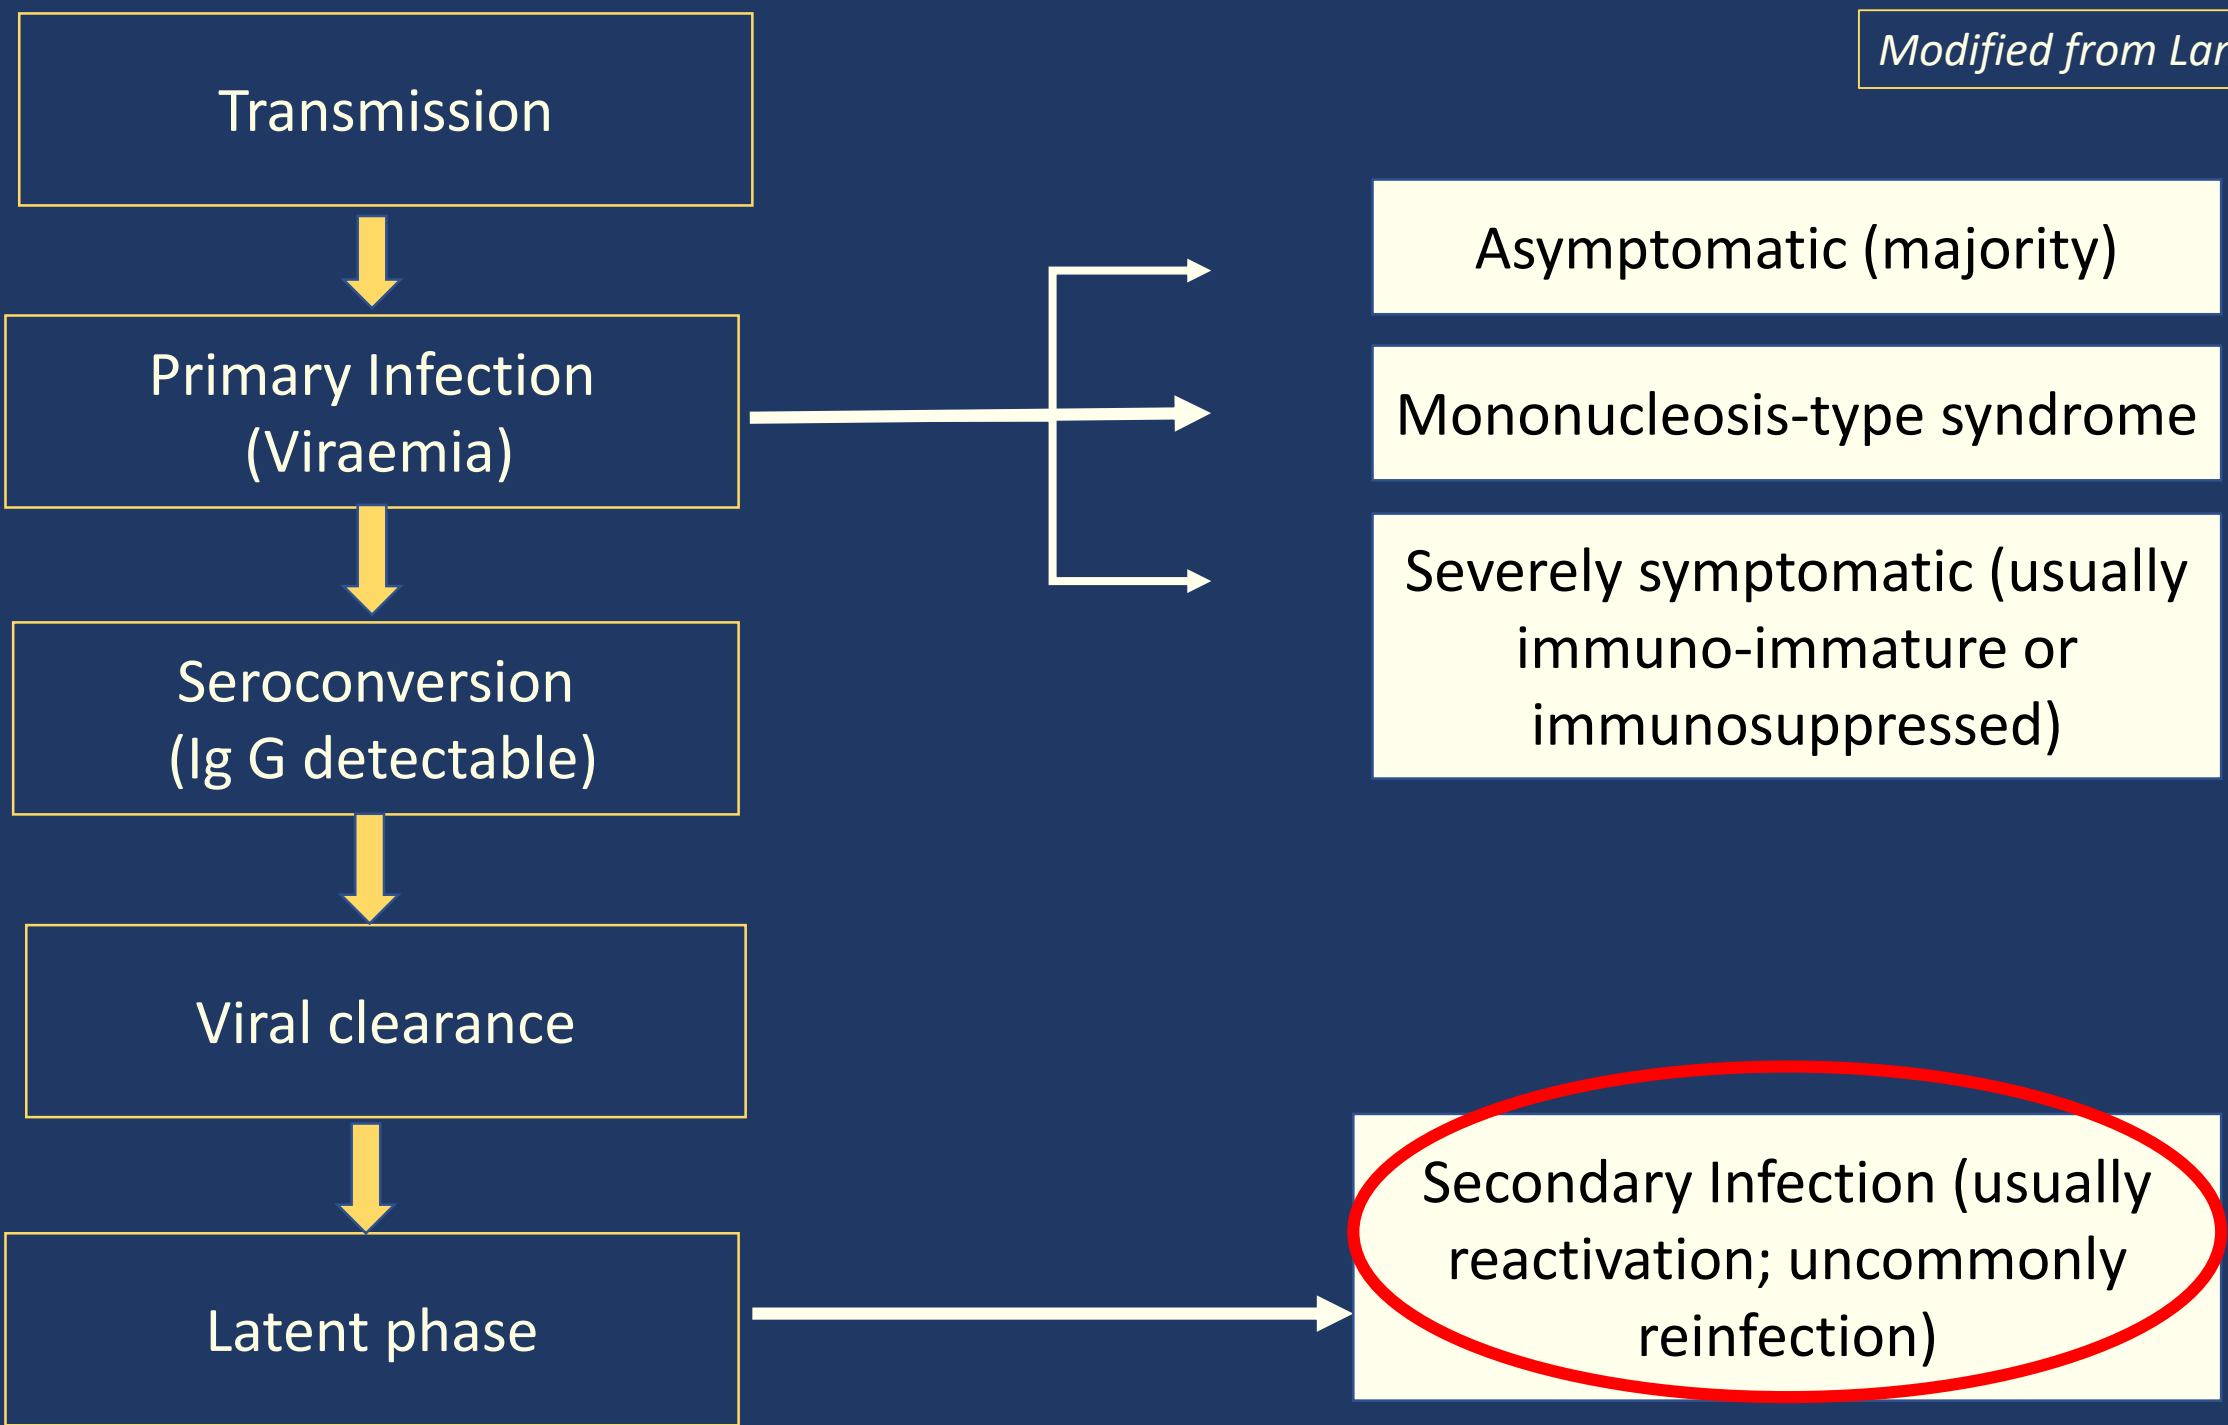 Modified from
Transmission
Primary Infection
(Viraemia)
Seroconversion
(Ig G detectable)
Viral clearance
Latent phase
Asymptomatic (majority)
Mononucleosis-type syndrome
Severely symptomatic (usually
immuno-immature or
immunosuppressed)
Secondary Infection (usually
reactivation; uncommonly
reinfection)